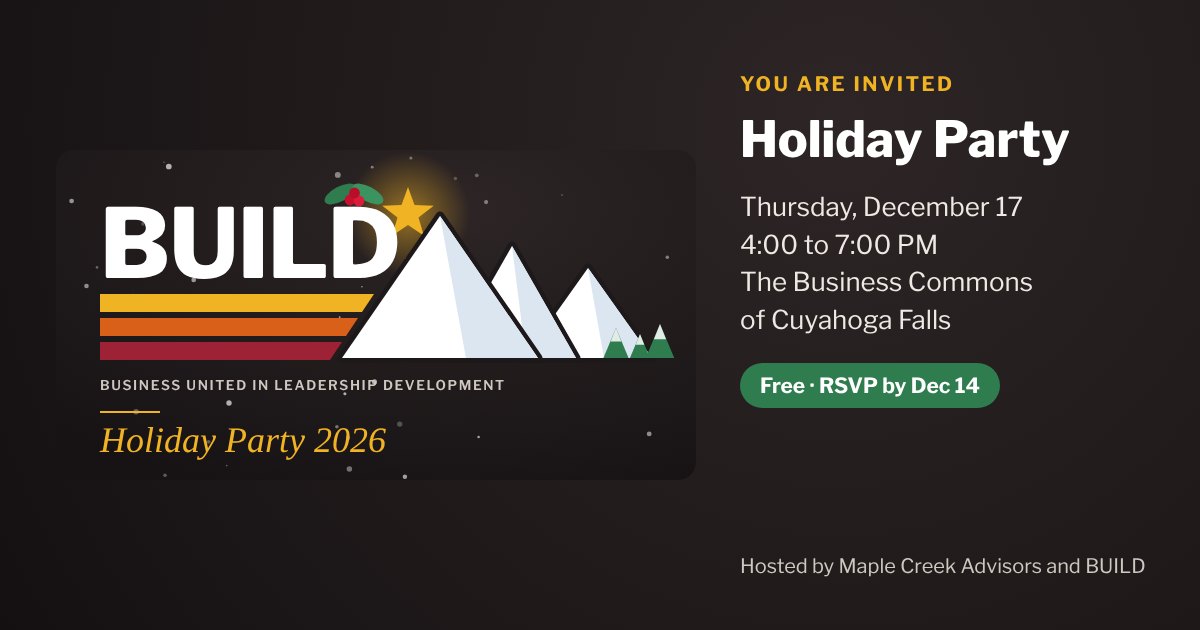 BUILD
BUSINESS UNITED IN LEADERSHIP DEVELOPMENT
Holiday Party 2026
YOU ARE INVITED
Holiday Party
Thursday, December 17
4:00 to 7:00 PM
The Business Commons
of Cuyahoga Falls
Free · RSVP by Dec 14
Hosted by Maple Creek Advisors and BUILD